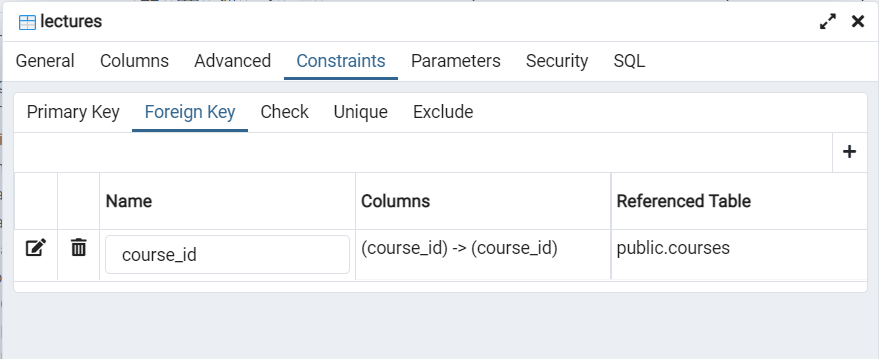 lectures
General Columns Advanced Constraints Parameters Security SQL
Primary Key Foreign Key Check Unique Exclude
Name Columns Referenced Table
course_id (course_id) -> (course_id) public.courses